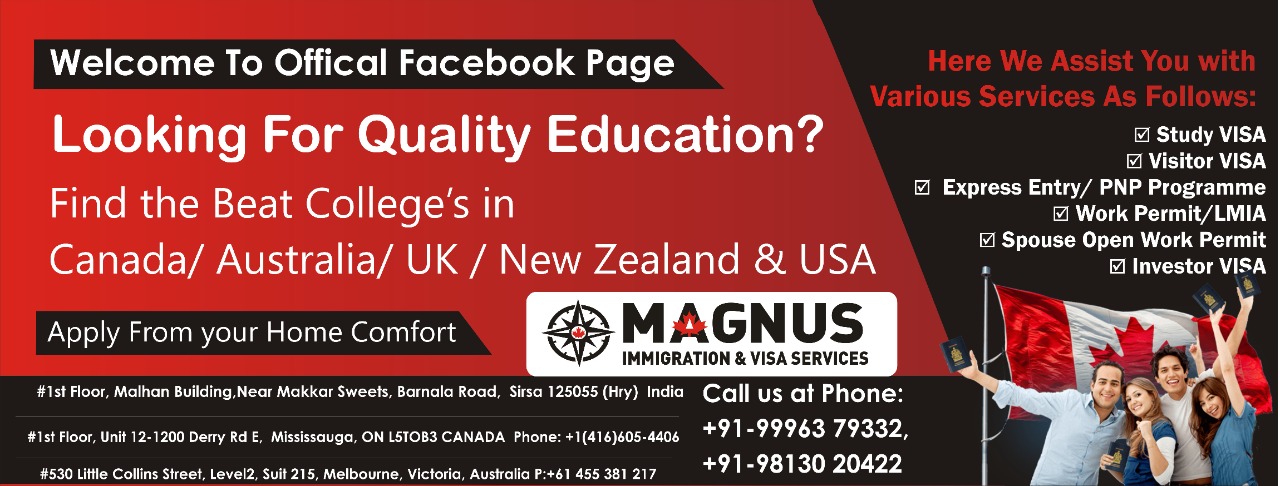 Welcome To Offical Facebook Page
Looking For Quality Education?
Find the Beat College's in
Canada/ Australia/ UK / New Zealand & USA
Apply From your Home Comfort
MAGNUS
IMMIGRATION & VISA SERVICES
Here We Assist You with
Various Services As Follows:
☑ Study VISA
☑ Visitor VISA
☑ Express Entry/ PNP Programme
☑ Work Permit/LMIA
☑ Spouse Open Work Permit
☑ Investor VISA
#1st Floor, Malhan Building,Near Makkar Sweets, Barnala Road, Sirsa 125055 (Hry) India
#1st Floor, Unit 12-1200 Derry Rd E, Mississauga, ON L5TOB3 CANADA Phone: +1(416)605-4406
#530 Little Collins Street, Level2, Suit 215, Melbourne, Victoria, Australia P:+61 455 381 217
Call us at Phone:
+91-99963 79332,
+91-98130 20422